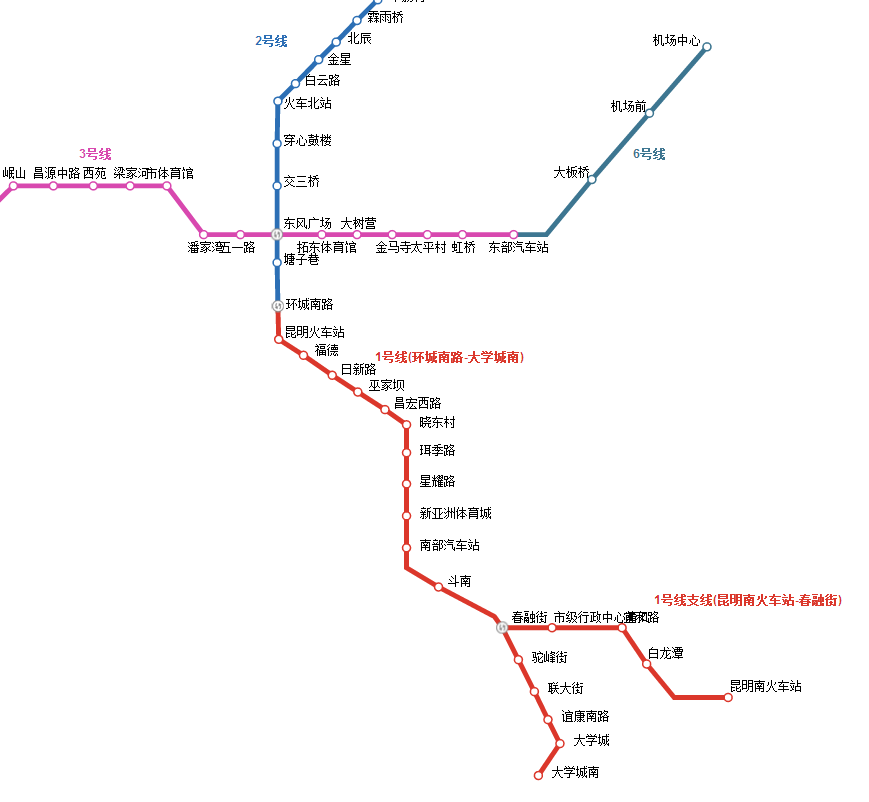 霖雨桥
2号线
北辰
机场中心
金星
白云路
火车北站
机场前
穿心鼓楼
3号线
6号线
岷山
昌源中路
西苑
梁家河
市体育馆
大板桥
交三桥
东风广场
大树营
潘家湾
五一路
拓东体育馆
金马寺
太平村
虹桥
东部汽车站
塘子巷
环城南路
昆明火车站
福德
1号线(环城南路-大学城南)
日新路
巫家坝
昌宏西路
晓东村
珥季路
星耀路
新亚洲体育城
南部汽车站
斗南
1号线支线(昆明南火车站-春融街)
春融街
市级行政中心
驼峰街
白龙潭
联大街
昆明南火车站
谊康南路
大学城
大学城南